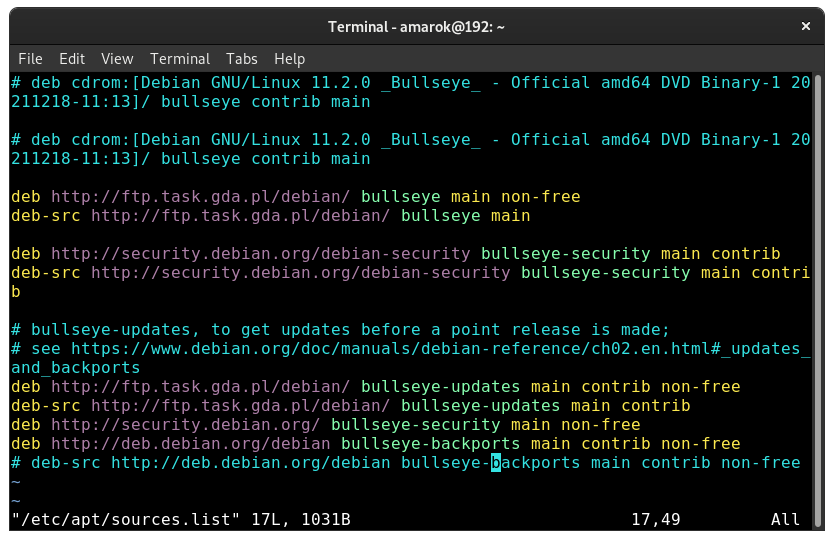 Terminal - amarok@192: ~
×
File Edit View Terminal Tabs Help
# deb cdrom:[Debian GNU/Linux 11.2.0 _Bullseye_ - Official amd64 DVD Binary-1 20
211218-11:13]/ bullseye contrib main
# deb cdrom:[Debian GNU/Linux 11.2.0 _Bullseye_ - Official amd64 DVD Binary-1 20
211218-11:13]/ bullseye contrib main
deb http://ftp.task.gda.pl/debian/ bullseye main non-free
deb-src http://ftp.task.gda.pl/debian/ bullseye main
deb http://security.debian.org/debian-security bullseye-security main contrib
deb-src http://security.debian.org/debian-security bullseye-security main contri
b
# bullseye-updates, to get updates before a point release is made;
# see https://www.debian.org/doc/manuals/debian-reference/ch02.en.html#_updates_
and_backports
deb http://ftp.task.gda.pl/debian/ bullseye-updates main contrib non-free
deb-src http://ftp.task.gda.pl/debian/ bullseye-updates main contrib
deb http://security.debian.org/ bullseye-security main non-free
deb http://deb.debian.org/debian bullseye-backports main contrib non-free
# deb-src http://deb.debian.org/debian bullseye-backports main contrib non-free
~
~
"/etc/apt/sources.list" 17L, 1031B 17,49 All